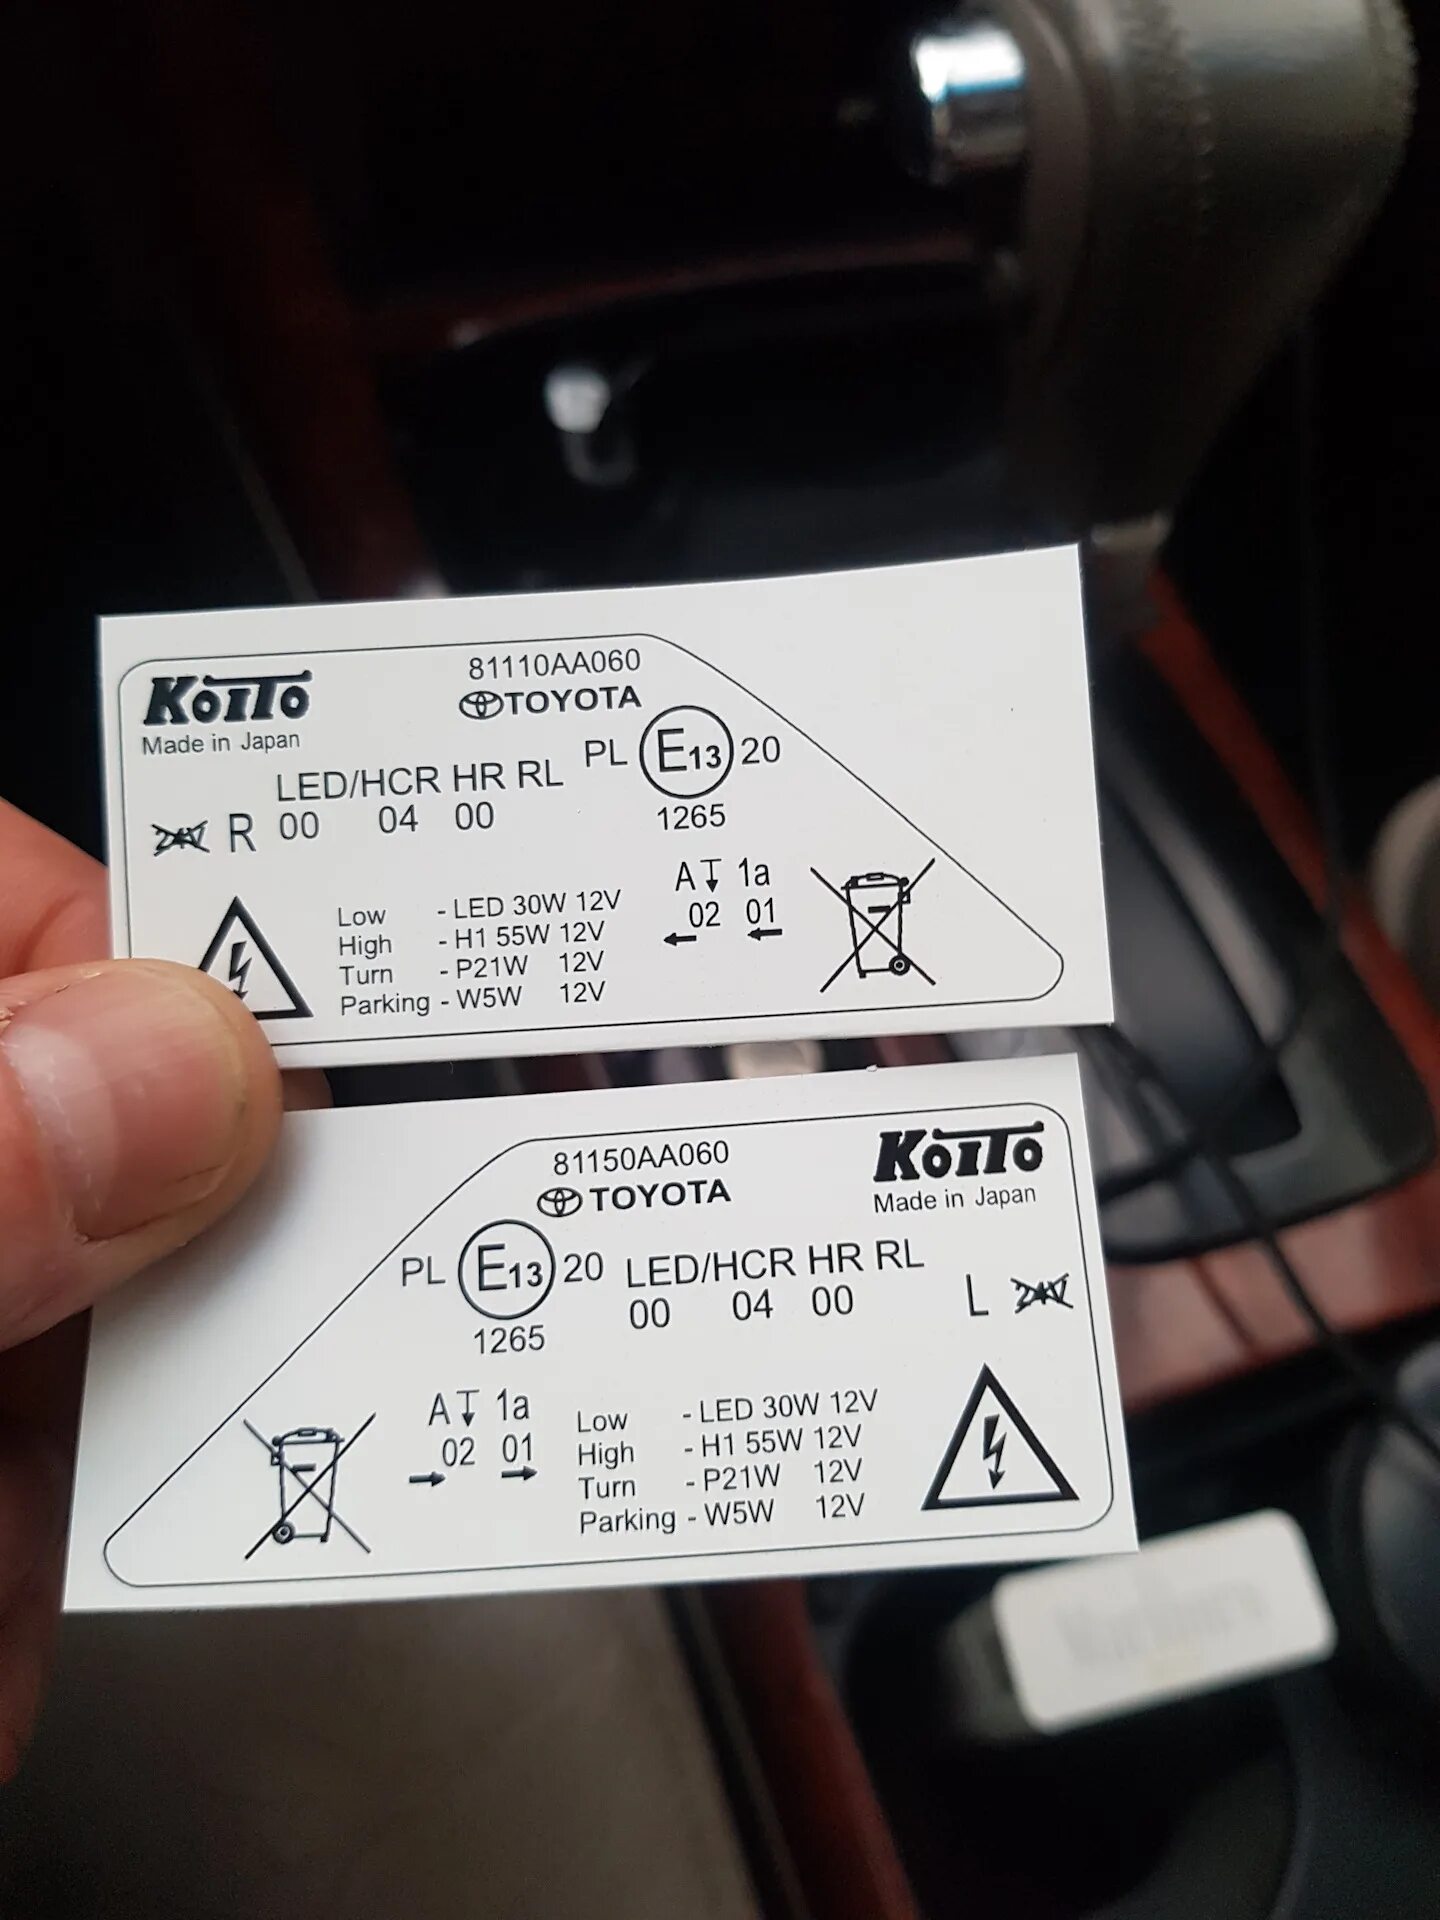 81110AA060
KOITO
TOYOTA
Made in Japan
PL E13 20
LED/HCR HR RL
1265
24V R 00 04 00
A 1a
02 01
Low - LED 30W 12V
High - H1 55W 12V
Turn - P21W 12V
Parking - W5W 12V
81150AA060
KOITO
TOYOTA
Made in Japan
PL E13 20 LED/HCR HR RL
00 04 00 L 24V
1265
A 1a
02 01
Low - LED 30W 12V
High - H1 55W 12V
Turn - P21W 12V
Parking - W5W 12V